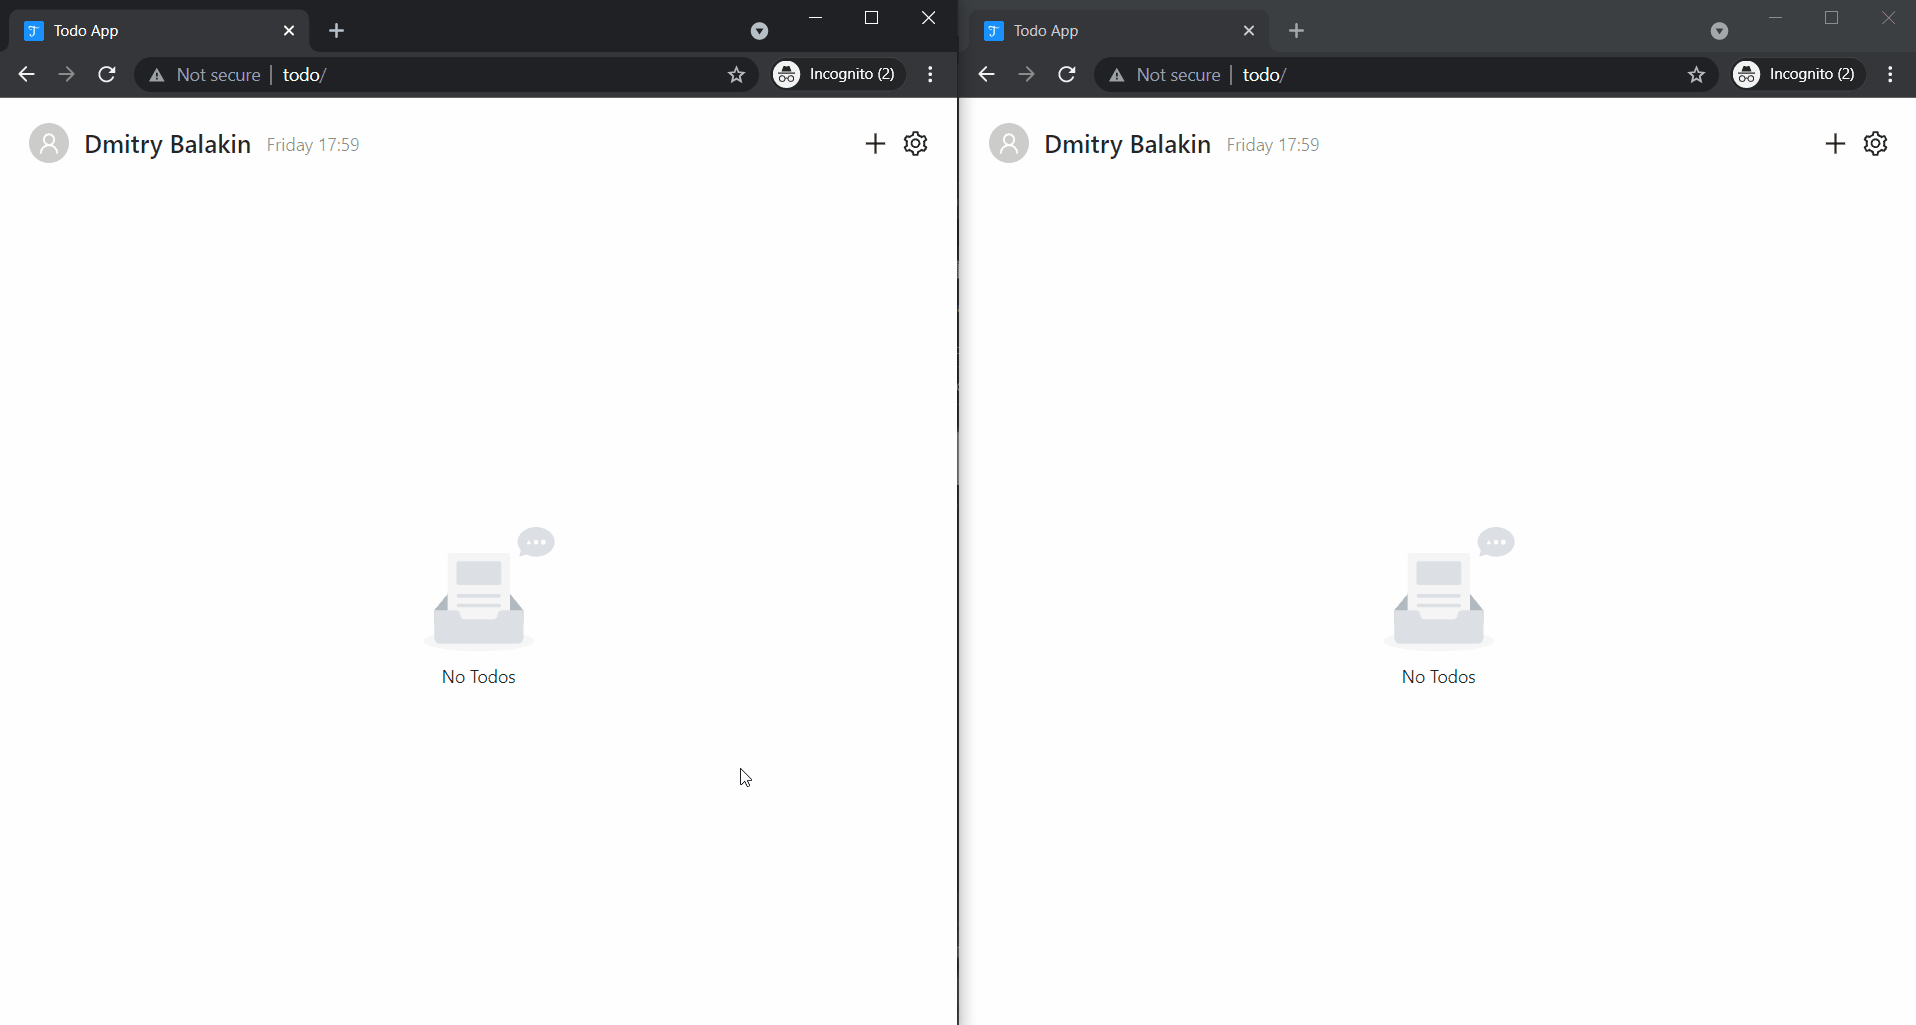 Todo App
Not secure | todo/
Incognito (2)
Dmitry Balakin Friday 17:59
No Todos
Todo App
Not secure | todo/
Incognito (2)
Dmitry Balakin Friday 17:59
No Todos